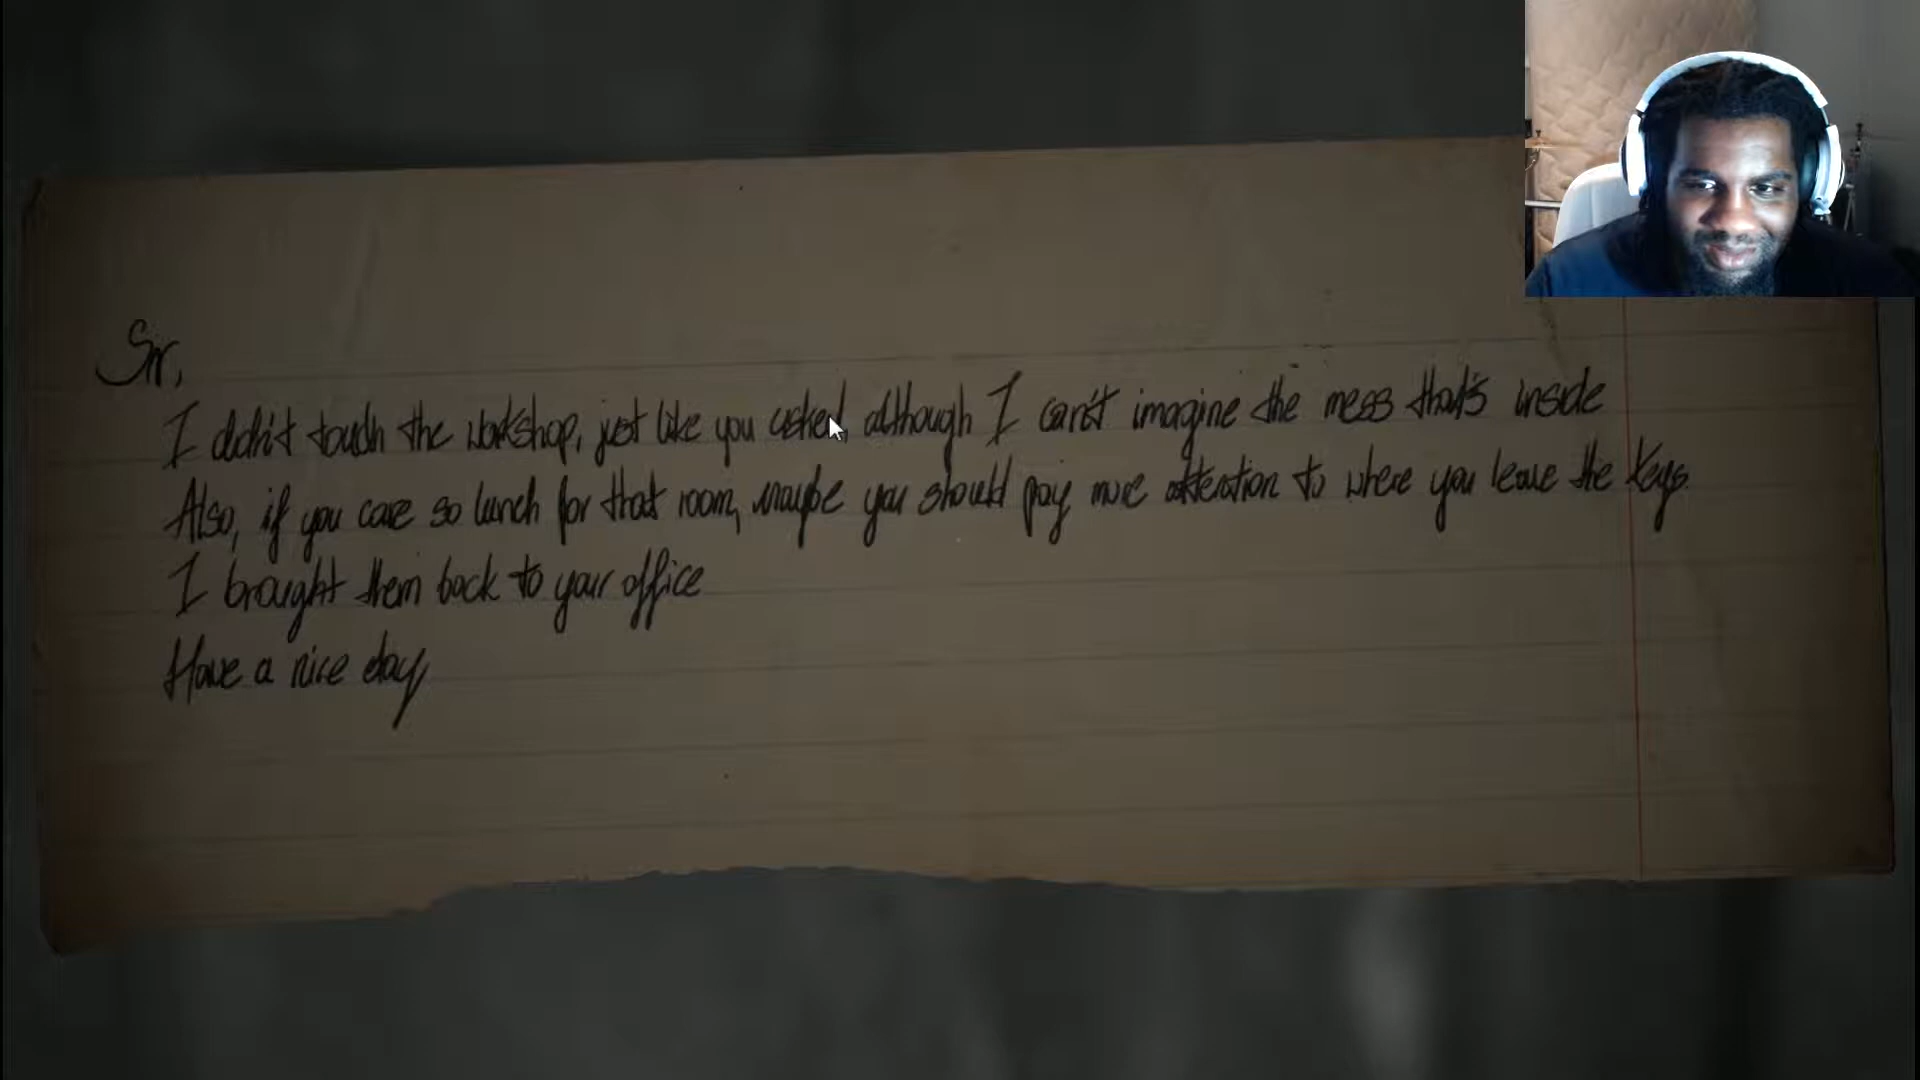 Sir,
I didn't touch the workshop, just like you asked, although I can't imagine the mess that's inside
Also, if you care so much for that room, maybe you should pay more attention to where you leave the keys.
I brought them back to your office
Have a nice day